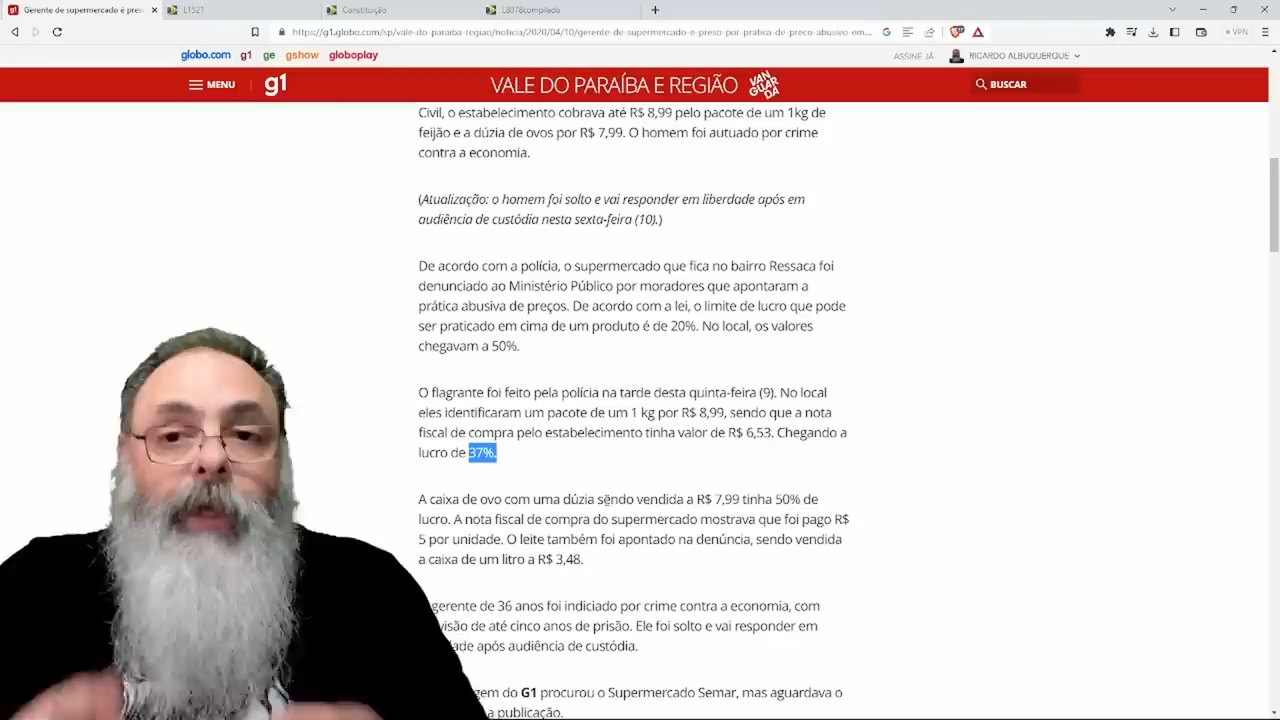 Gerente de supermercado é pres
L1521
Constituição
L8078compilado
https://g1.globo.com/sp/vale-do-paraiba-regiao/noticia/2020/04/10/gerente-de-supermercado-e-preso-por-pratica-de-preco-abusivo-em...
VPN
globo.com g1 ge gshow globoplay
ASSINE JÁ
RICARDO ALBUQUERQUE
MENU
g1
VALE DO PARAÍBA E REGIÃO
VAN
GUAR
DA
BUSCAR
Civil, o estabelecimento cobrava até R$ 8,99 pelo pacote de um 1kg de
feijão e a dúzia de ovos por R$ 7,99. O homem foi autuado por crime
contra a economia.
(Atualização: o homem foi solto e vai responder em liberdade após em
audiência de custódia nesta sexta-feira (10).)
De acordo com a polícia, o supermercado que fica no bairro Ressaca foi
denunciado ao Ministério Público por moradores que apontaram a
prática abusiva de preços. De acordo com a lei, o limite de lucro que pode
ser praticado em cima de um produto é de 20%. No local, os valores
chegavam a 50%.
O flagrante foi feito pela polícia na tarde desta quinta-feira (9). No local
eles identificaram um pacote de um 1 kg por R$ 8,99, sendo que a nota
fiscal de compra pelo estabelecimento tinha valor de R$ 6,53. Chegando a
lucro de 37%.
A caixa de ovo com uma dúzia sendo vendida a R$ 7,99 tinha 50% de
lucro. A nota fiscal de compra do supermercado mostrava que foi pago R$
5 por unidade. O leite também foi apontado na denúncia, sendo vendida
a caixa de um litro a R$ 3,48.
gerente de 36 anos foi indiciado por crime contra a economia, com
visão de até cinco anos de prisão. Ele foi solto e vai responder em
dade após audiência de custódia.
gem do G1 procurou o Supermercado Semar, mas aguardava o
a publicação.